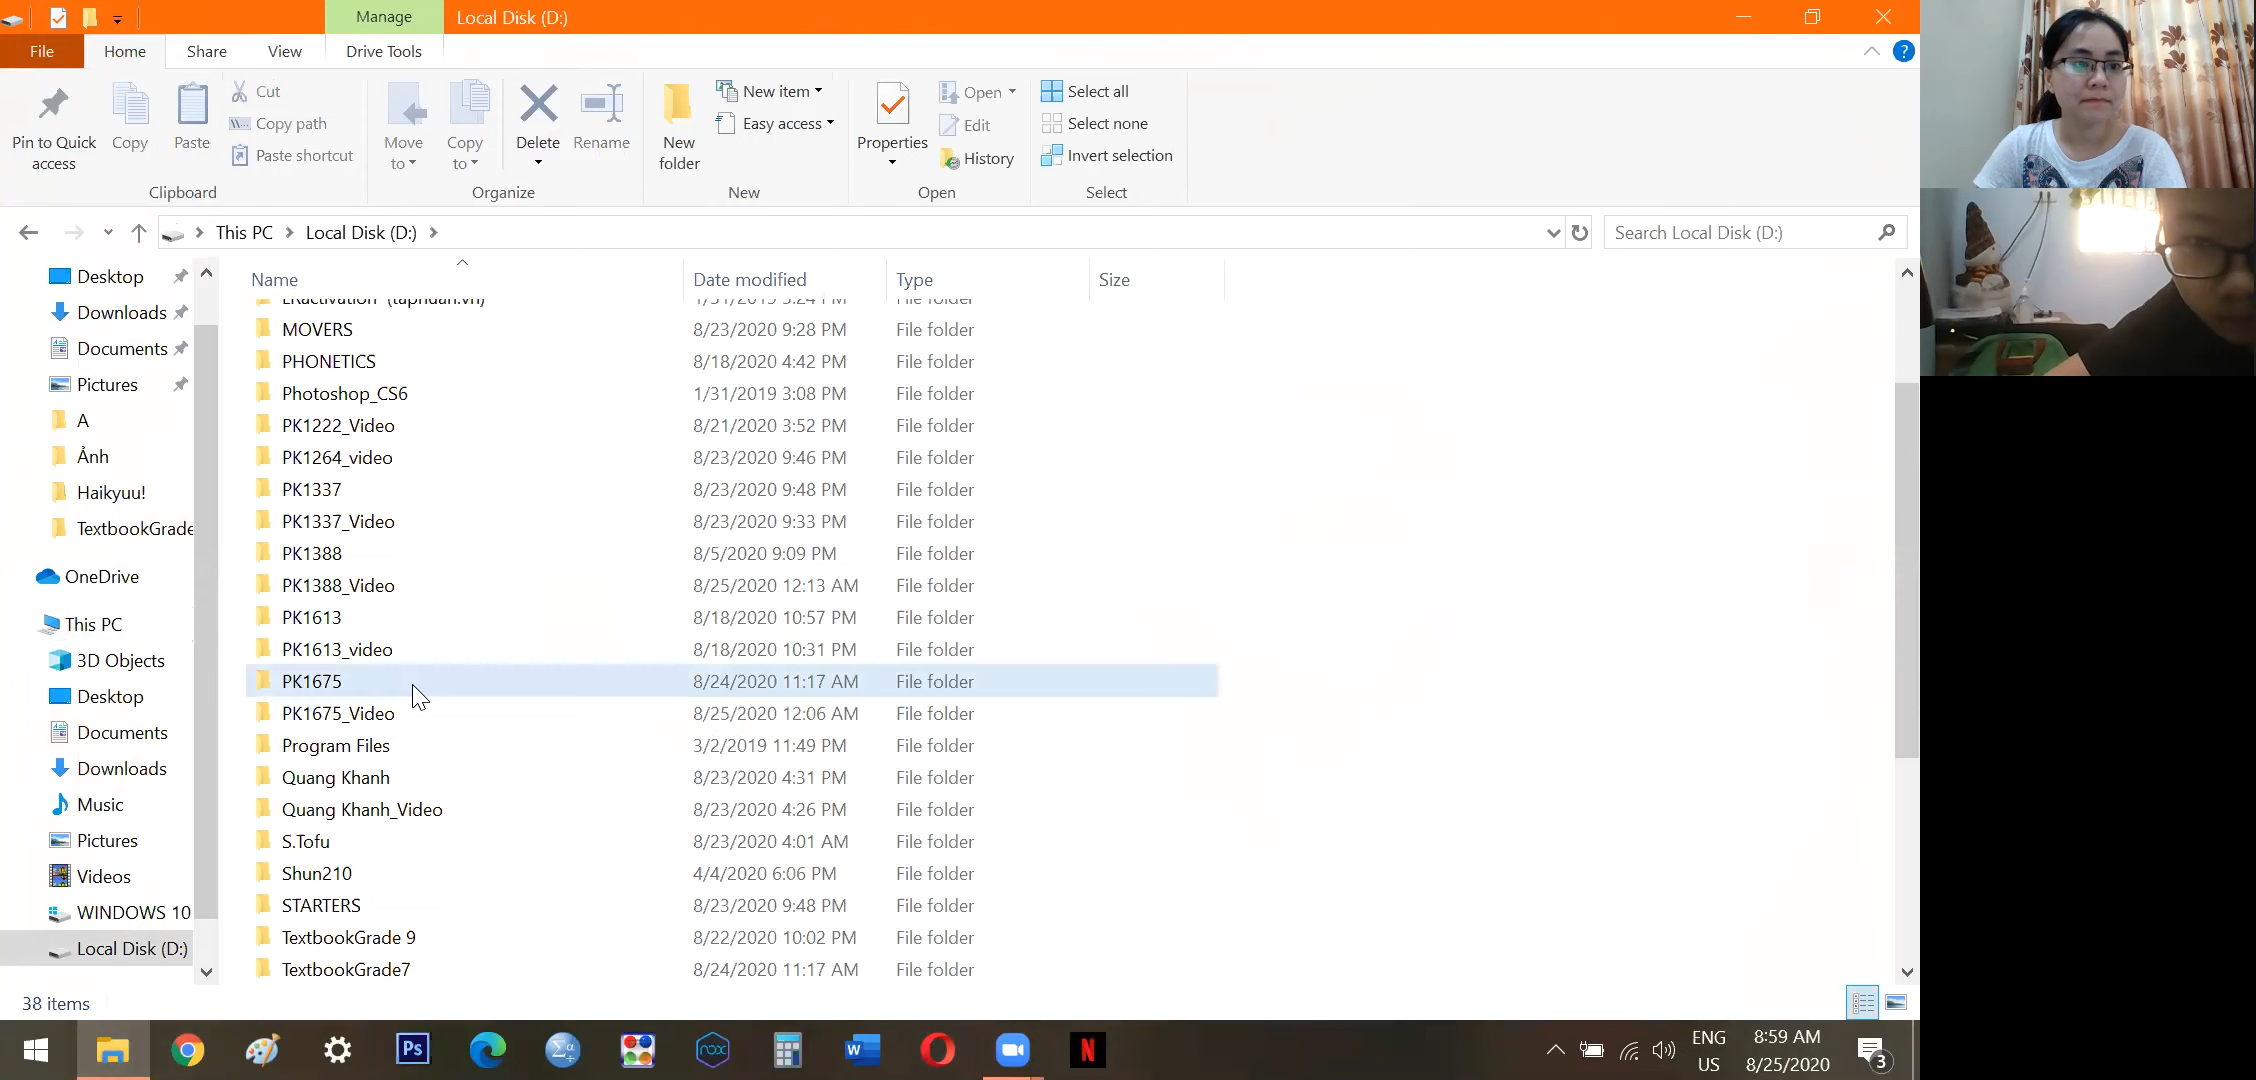 Manage
Local Disk (D:)
File
Home
Share
View
Drive Tools
Pin to Quick access
Copy
Paste
Cut
Copy path
Paste shortcut
Clipboard
Move to
Copy to
Delete
Rename
Organize
New folder
New item
Easy access
New
Properties
Open
Edit
History
Open
Select all
Select none
Invert selection
Select
This PC
Local Disk (D:)
Search Local Disk (D:)
Desktop
Downloads
Documents
Pictures
A
Ảnh
Haikyuu!
TextbookGrade
OneDrive
This PC
3D Objects
Desktop
Documents
Downloads
Music
Pictures
Videos
WINDOWS 10
Local Disk (D:)
Name Date modified Type Size
MOVERS 8/23/2020 9:28 PM File folder
PHONETICS 8/18/2020 4:42 PM File folder
Photoshop_CS6 1/31/2019 3:08 PM File folder
PK1222_Video 8/21/2020 3:52 PM File folder
PK1264_video 8/23/2020 9:46 PM File folder
PK1337 8/23/2020 9:48 PM File folder
PK1337_Video 8/23/2020 9:33 PM File folder
PK1388 8/5/2020 9:09 PM File folder
PK1388_Video 8/25/2020 12:13 AM File folder
PK1613 8/18/2020 10:57 PM File folder
PK1613_video 8/18/2020 10:31 PM File folder
PK1675 8/24/2020 11:17 AM File folder
PK1675_Video 8/25/2020 12:06 AM File folder
Program Files 3/2/2019 11:49 PM File folder
Quang Khanh 8/23/2020 4:31 PM File folder
Quang Khanh_Video 8/23/2020 4:26 PM File folder
S.Tofu 8/23/2020 4:01 AM File folder
Shun210 4/4/2020 6:06 PM File folder
STARTERS 8/23/2020 9:48 PM File folder
TextbookGrade 9 8/22/2020 10:02 PM File folder
TextbookGrade7 8/24/2020 11:17 AM File folder
38 items
Ps
nox
W
N
ENG
US
8:59 AM
8/25/2020
3